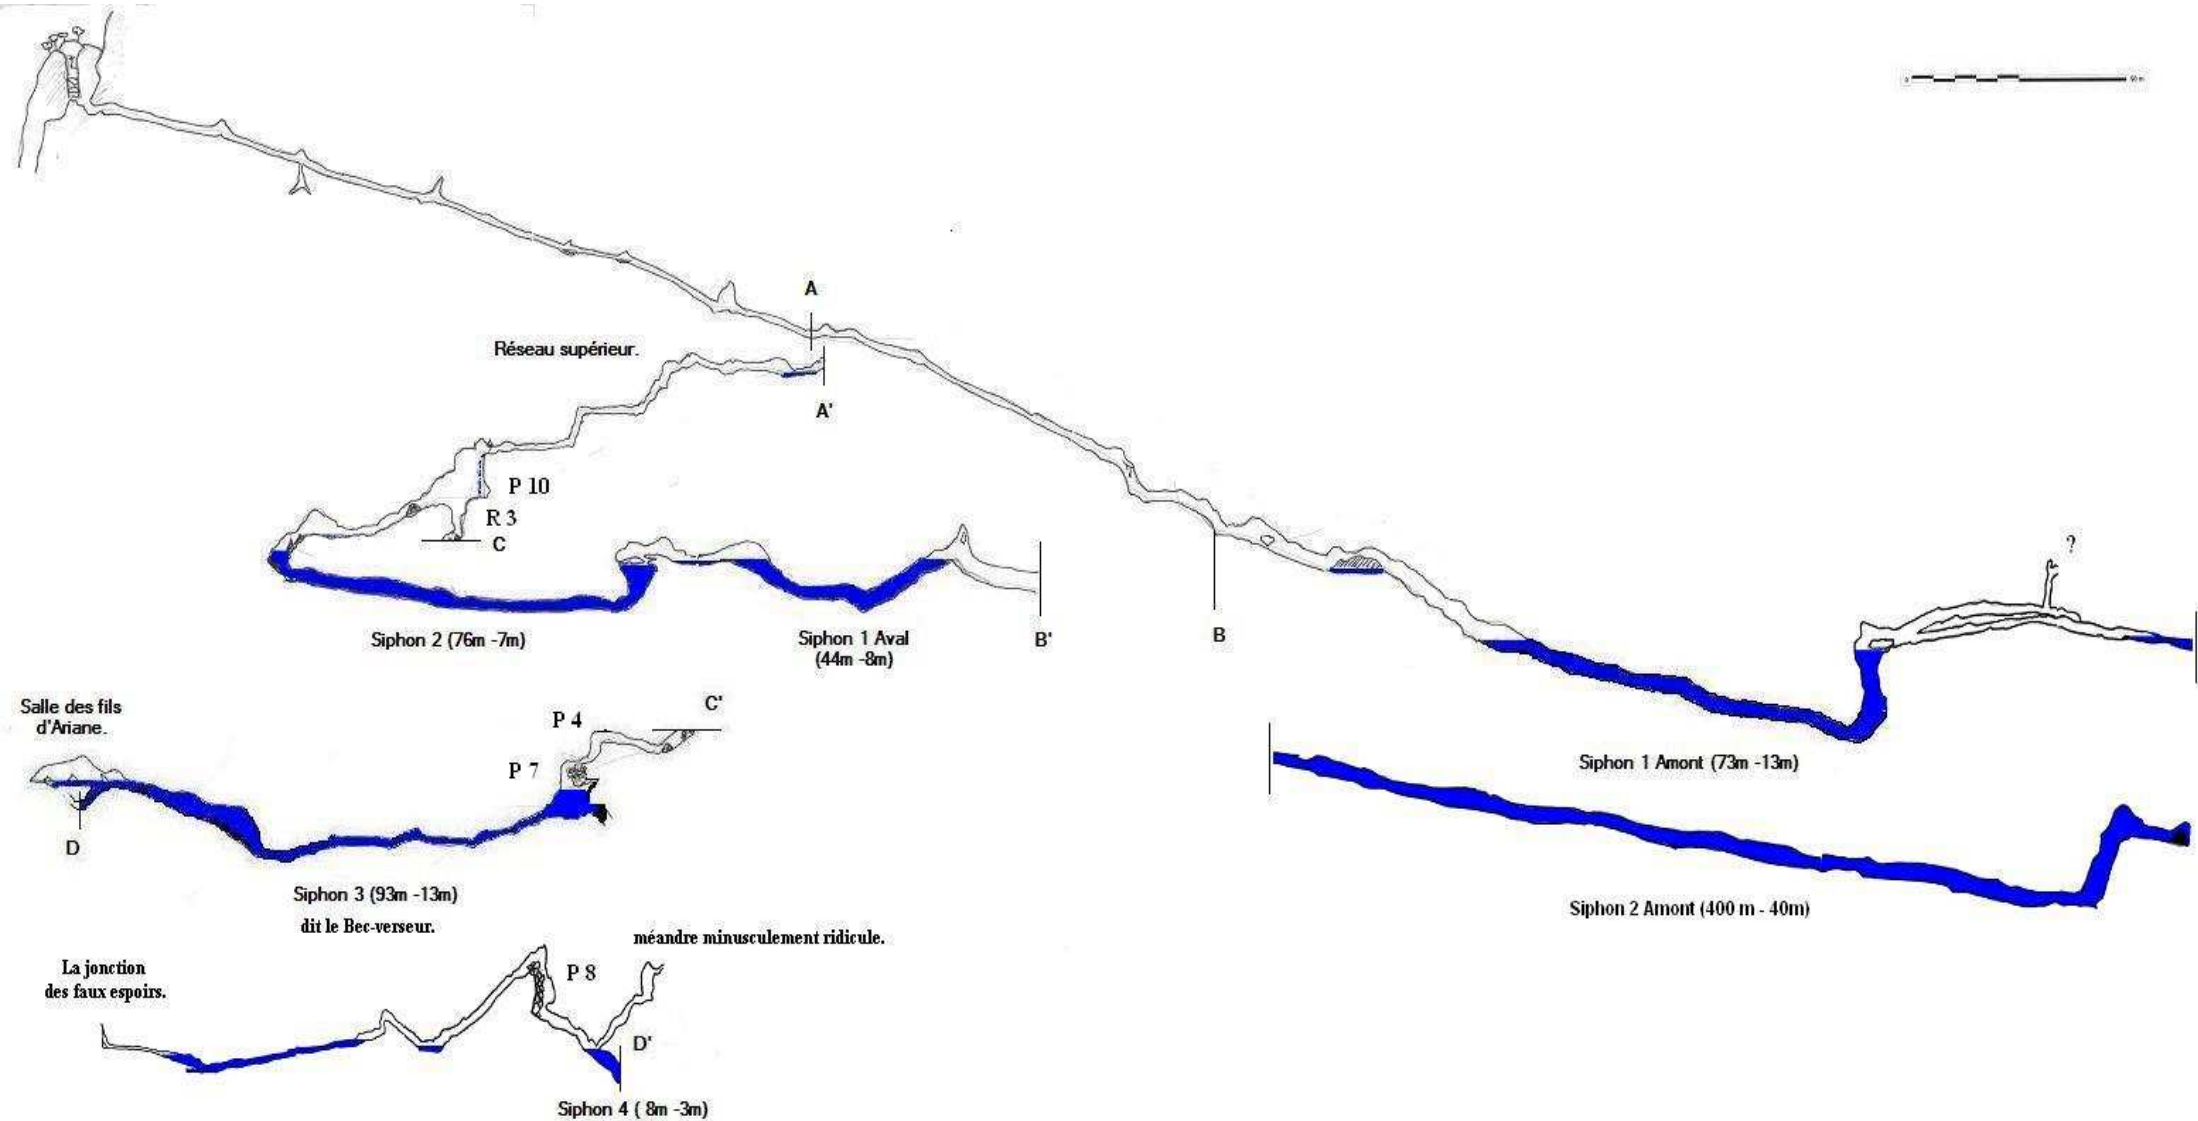 0
50 m
A
Réseau supérieur.
A'
P 10
R 3
C
?
Siphon 2 (76m -7m)
Siphon 1 Aval
(44m -8m)
B'
B
Salle des fils
d'Ariane.
P 4
C'
P 7
Siphon 1 Amont (73m -13m)
D
Siphon 3 (93m -13m)
dit le Bec-verseur.
Siphon 2 Amont (400 m - 40m)
méandre minusculement ridicule.
La jonction
des faux espoirs.
P 8
D'
Siphon 4 ( 8m -3m)